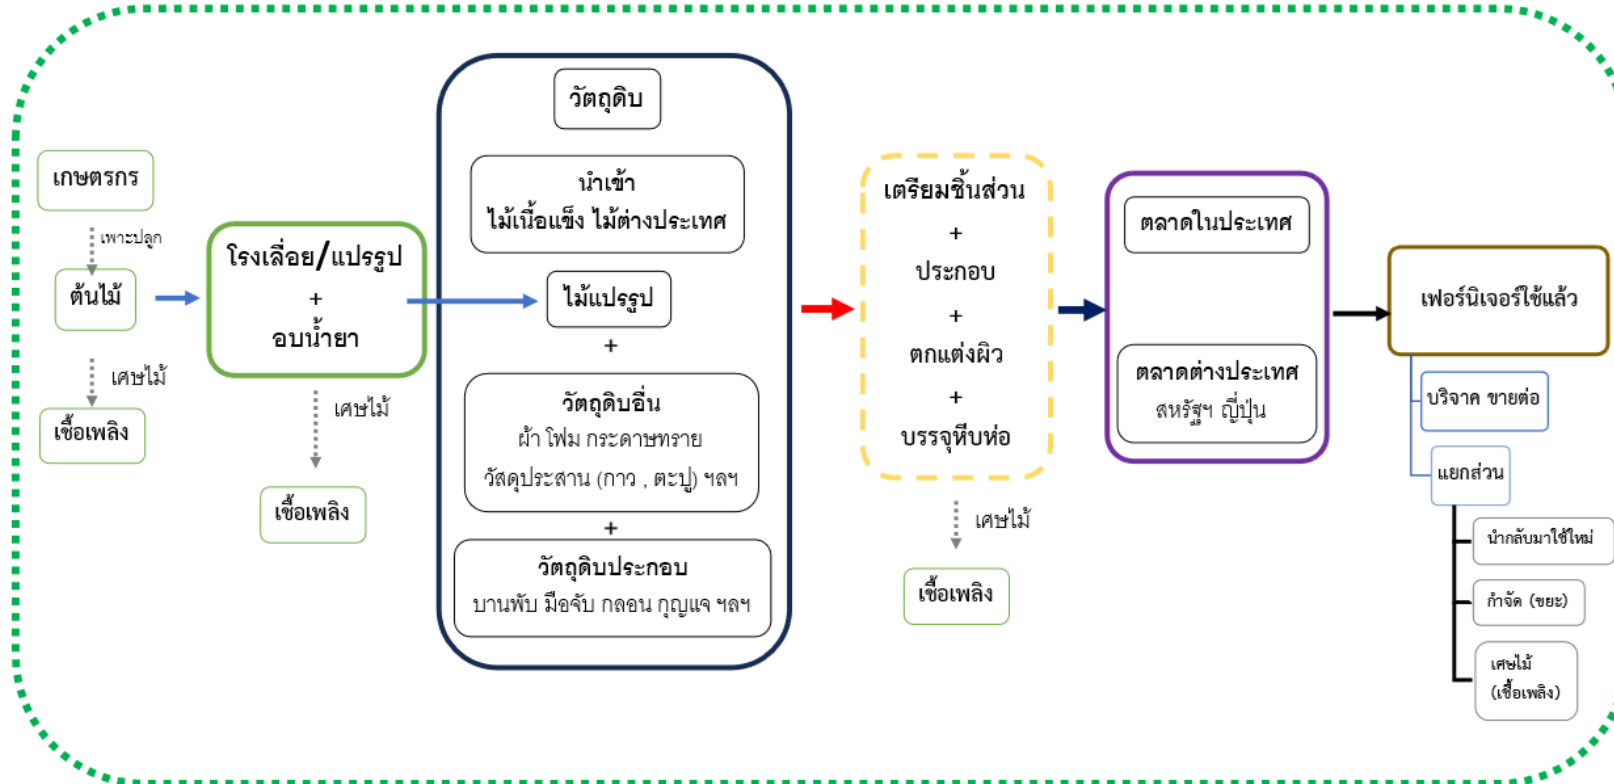 เกษตรกร
เพาะปลูก
ต้นไม้
เศษไม้
เชื้อเพลิง
โรงเลื่อย/แปรรูป
+
อบน้ำยา
เศษไม้
เชื้อเพลิง
วัตถุดิบ
นำเข้า
ไม้เนื้อแข็ง ไม้ต่างประเทศ
ไม้แปรรูป
+
วัตถุดิบอื่น
ผ้า โฟม กระดาษทราย
วัสดุประสาน (กาว , ตะปู) ฯลฯ
+
วัตถุดิบประกอบ
บานพับ มือจับ กลอน กุญแจ ฯลฯ
เตรียมชิ้นส่วน
+
ประกอบ
+
ตกแต่งผิว
+
บรรจุหีบห่อ
เศษไม้
เชื้อเพลิง
ตลาดในประเทศ
ตลาดต่างประเทศ
สหรัฐฯ ญี่ปุ่น
เฟอร์นิเจอร์ใช้แล้ว
บริจาค ขายต่อ
แยกส่วน
นำกลับมาใช้ใหม่
กำจัด (ขยะ)
เศษไม้
(เชื้อเพลิง)